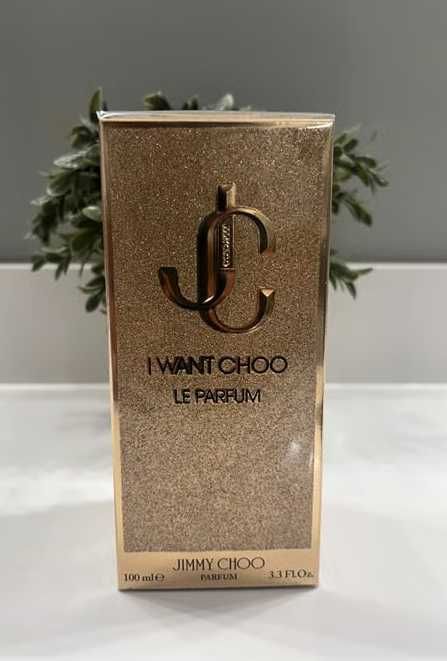 JC
I WANT CHOO
LE PARFUM
JIMMY CHOO
100 ml ℮ PARFUM 3.3 Fl.Oz.